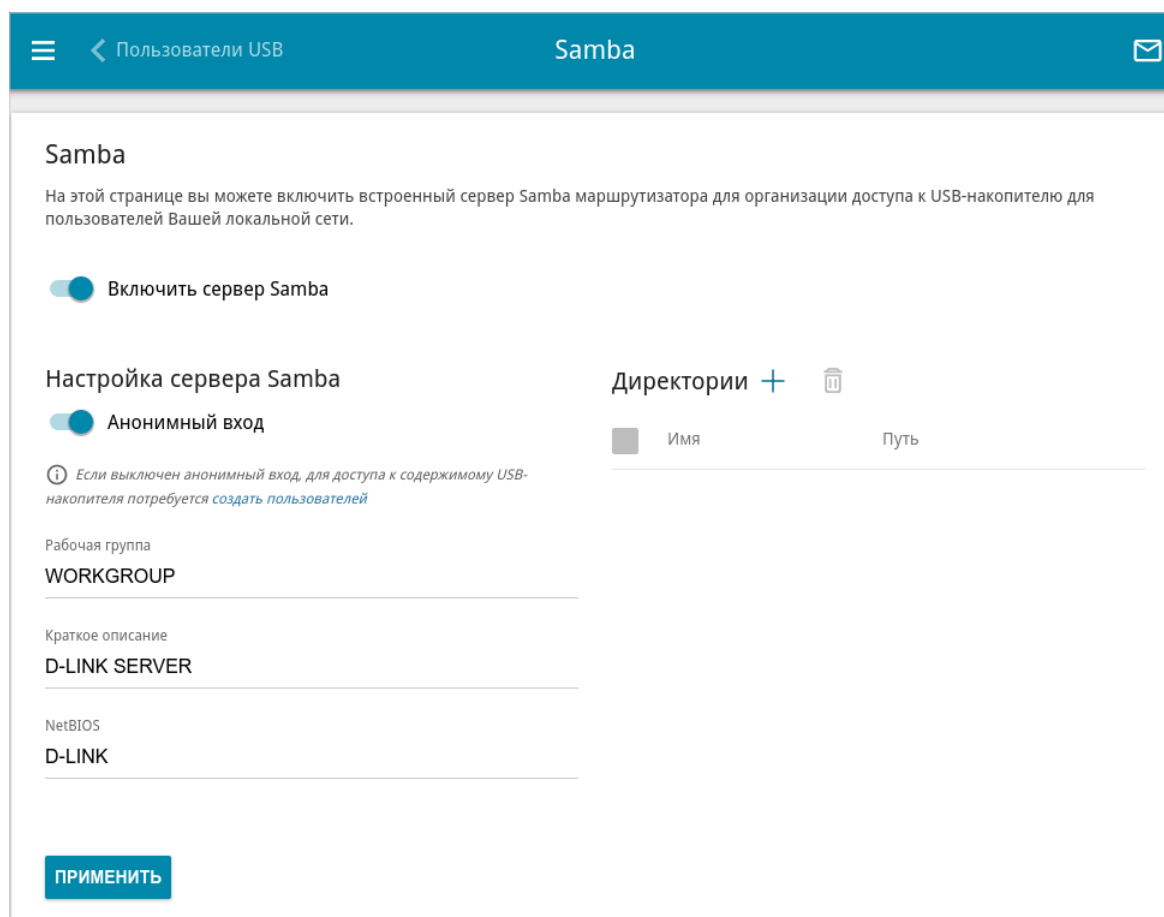 Пользователи USB
Samba
Samba
На этой странице вы можете включить встроенный сервер Samba маршрутизатора для организации доступа к USB-накопителю для
пользователей Вашей локальной сети.
Включить сервер Samba
Настройка сервера Samba
Анонимный вход
Если выключен анонимный вход, для доступа к содержимому USB-
накопителя потребуется создать пользователей
Рабочая группа
WORKGROUP
Краткое описание
D-LINK SERVER
NetBIOS
D-LINK
ПРИМЕНИТЬ
Директории
Имя Путь